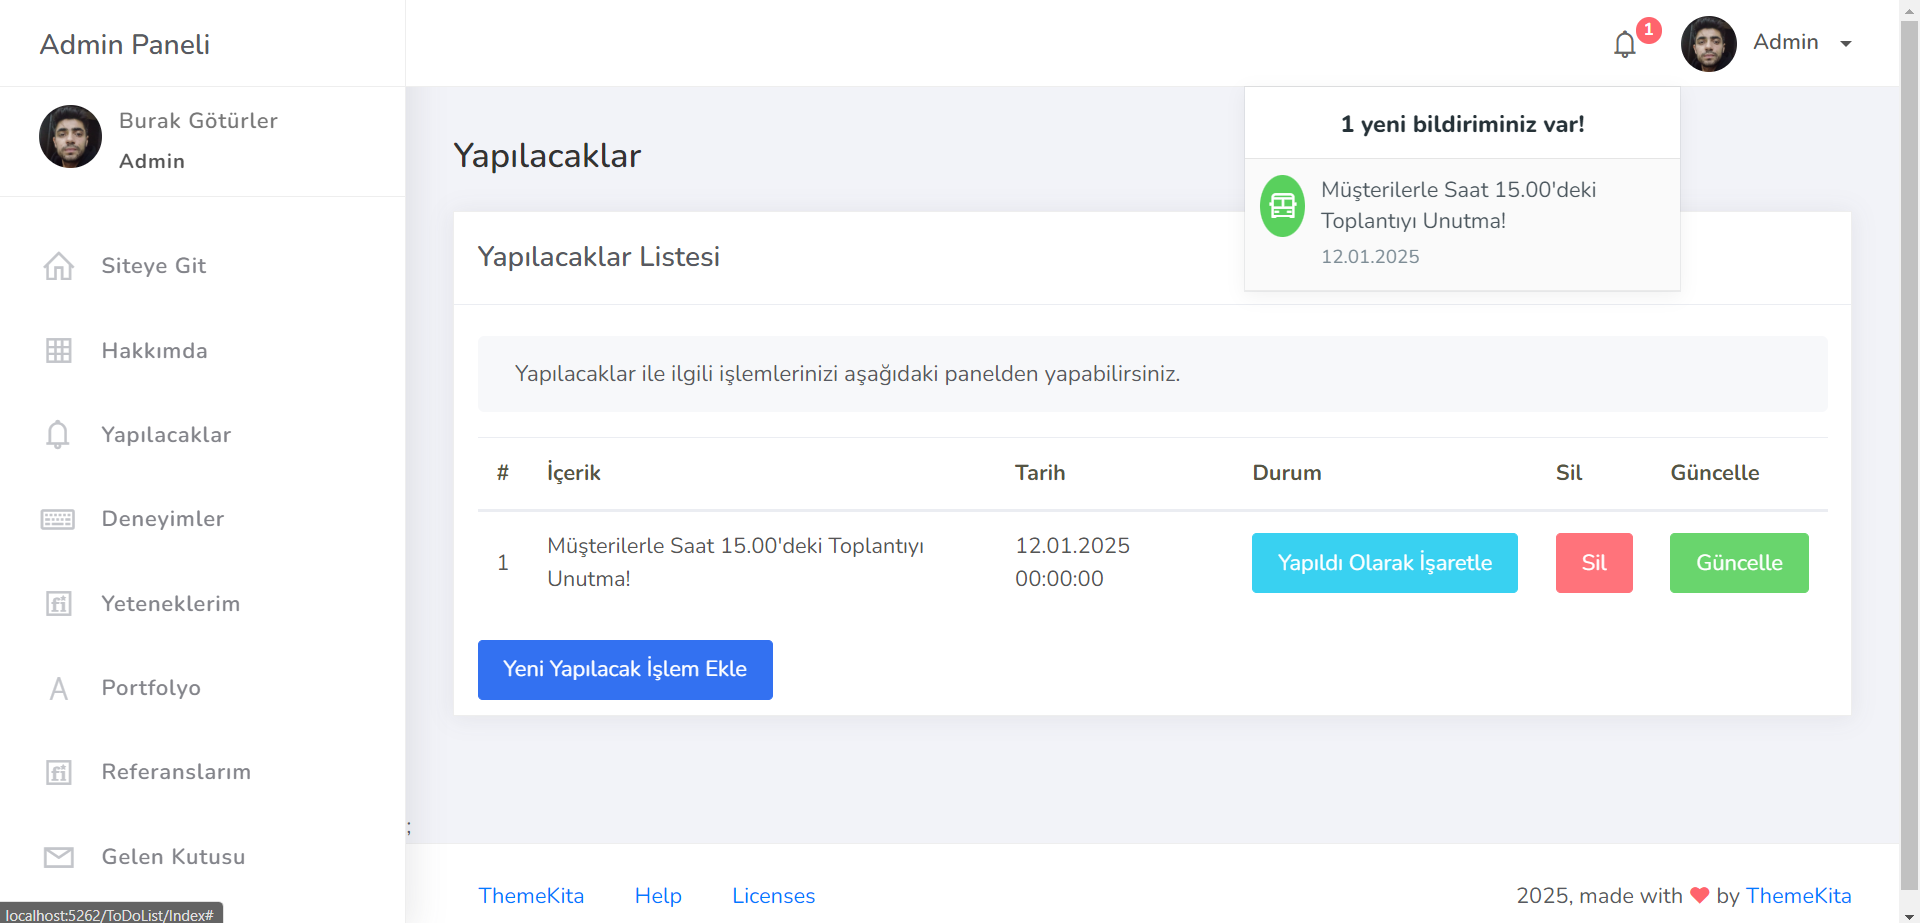 Admin Paneli
1
Admin
Burak Götürler
Admin
1 yeni bildiriminiz var!
Müşterilerle Saat 15.00'deki
Toplantıyı Unutma!
12.01.2025
Siteye Git
Hakkımda
Yapılacaklar
Deneyimler
Yeteneklerim
Portfolyo
Referanslarım
Gelen Kutusu
Yapılacaklar
Yapılacaklar Listesi
Yapılacaklar ile ilgili işlemlerinizi aşağıdaki panelden yapabilirsiniz.
# İçerik Tarih Durum Sil Güncelle
1 Müşterilerle Saat 15.00'deki Toplantıyı Unutma! 12.01.2025 00:00:00 Yapıldı Olarak İşaretle Sil Güncelle
Yeni Yapılacak İşlem Ekle
;
ThemeKita Help Licenses
2025, made with ❤ by ThemeKita
localhost:5262/ToDoList/Index#